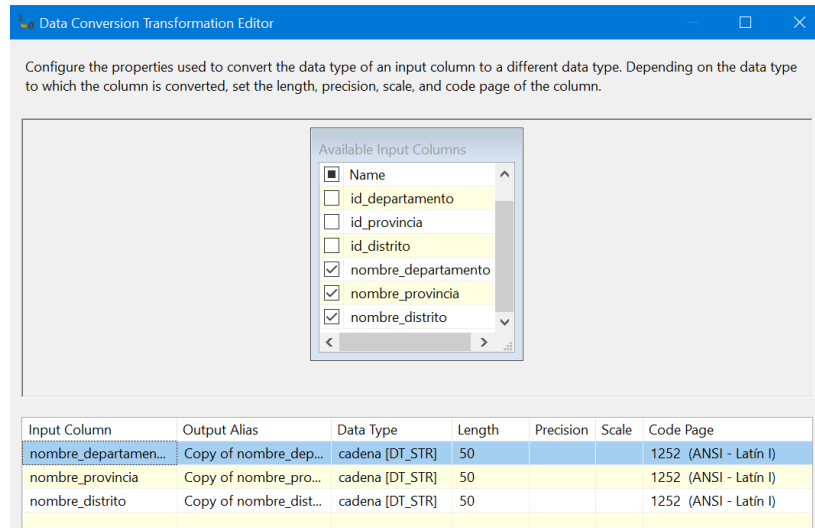 Data Conversion Transformation Editor
Configure the properties used to convert the data type of an input column to a different data type. Depending on the data type
to which the column is converted, set the length, precision, scale, and code page of the column.
Available Input Columns
Name
id_departamento
id_provincia
id_distrito
nombre_departamento
nombre_provincia
nombre_distrito
Input Column Output Alias Data Type Length Precision Scale Code Page
nombre_departamen... Copy of nombre_dep... cadena [DT_STR] 50 1252 (ANSI - Latín I)
nombre_provincia Copy of nombre_pro... cadena [DT_STR] 50 1252 (ANSI - Latín I)
nombre_distrito Copy of nombre_dist... cadena [DT_STR] 50 1252 (ANSI - Latín I)